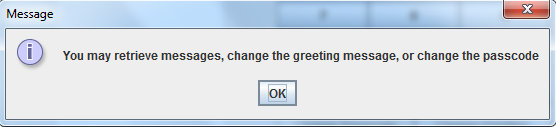 Message
You may retrieve messages, change the greeting message, or change the passcode
OK